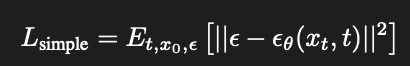 L_simple = E_{t,x_0,ϵ} [||ϵ − ϵ_θ(x_t, t)||²]